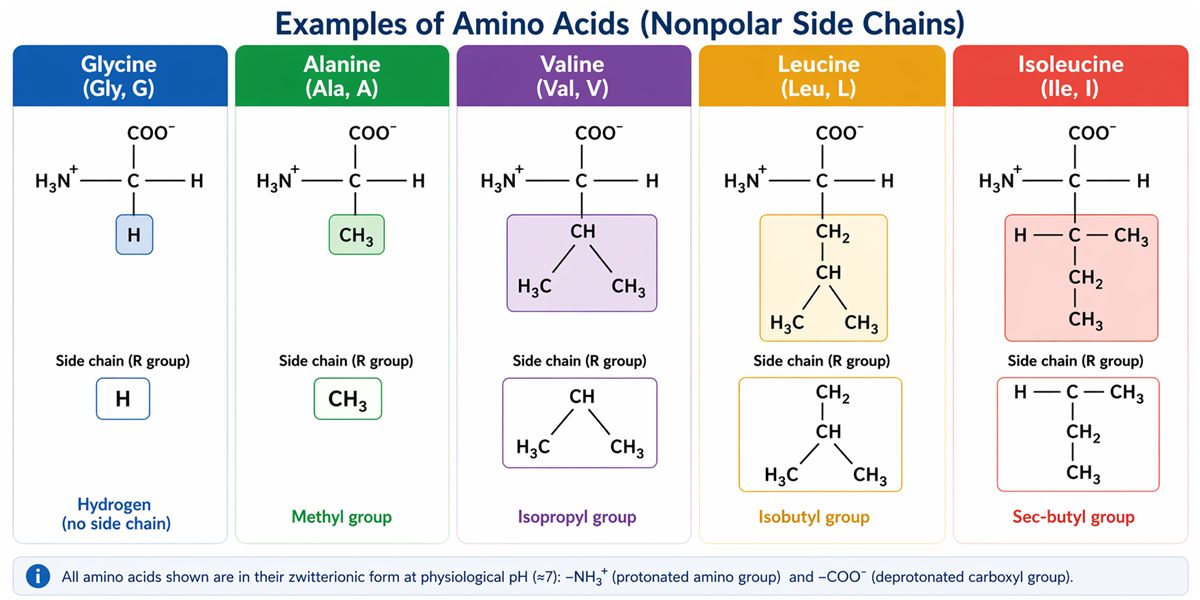 Examples of Amino Acids (Nonpolar Side Chains)
Glycine
(Gly, G)
COO⁻
H₃N⁺ — C — H
H
Side chain (R group)
H
Hydrogen
(no side chain)
Alanine
(Ala, A)
COO⁻
H₃N⁺ — C — H
CH₃
Side chain (R group)
CH₃
Methyl group
Valine
(Val, V)
COO⁻
H₃N⁺ — C — H
CH
H₃C CH₃
Side chain (R group)
CH
H₃C CH₃
Isopropyl group
Leucine
(Leu, L)
COO⁻
H₃N⁺ — C — H
CH₂
CH
H₃C CH₃
Side chain (R group)
CH₂
CH
H₃C CH₃
Isobutyl group
Isoleucine
(Ile, I)
COO⁻
H₃N⁺ — C — H
H — C — CH₃
CH₂
CH₃
Side chain (R group)
H — C — CH₃
CH₂
CH₃
Sec-butyl group
i
All amino acids shown are in their zwitterionic form at physiological pH (≈7): –NH₃⁺ (protonated amino group) and –COO⁻ (deprotonated carboxyl group).